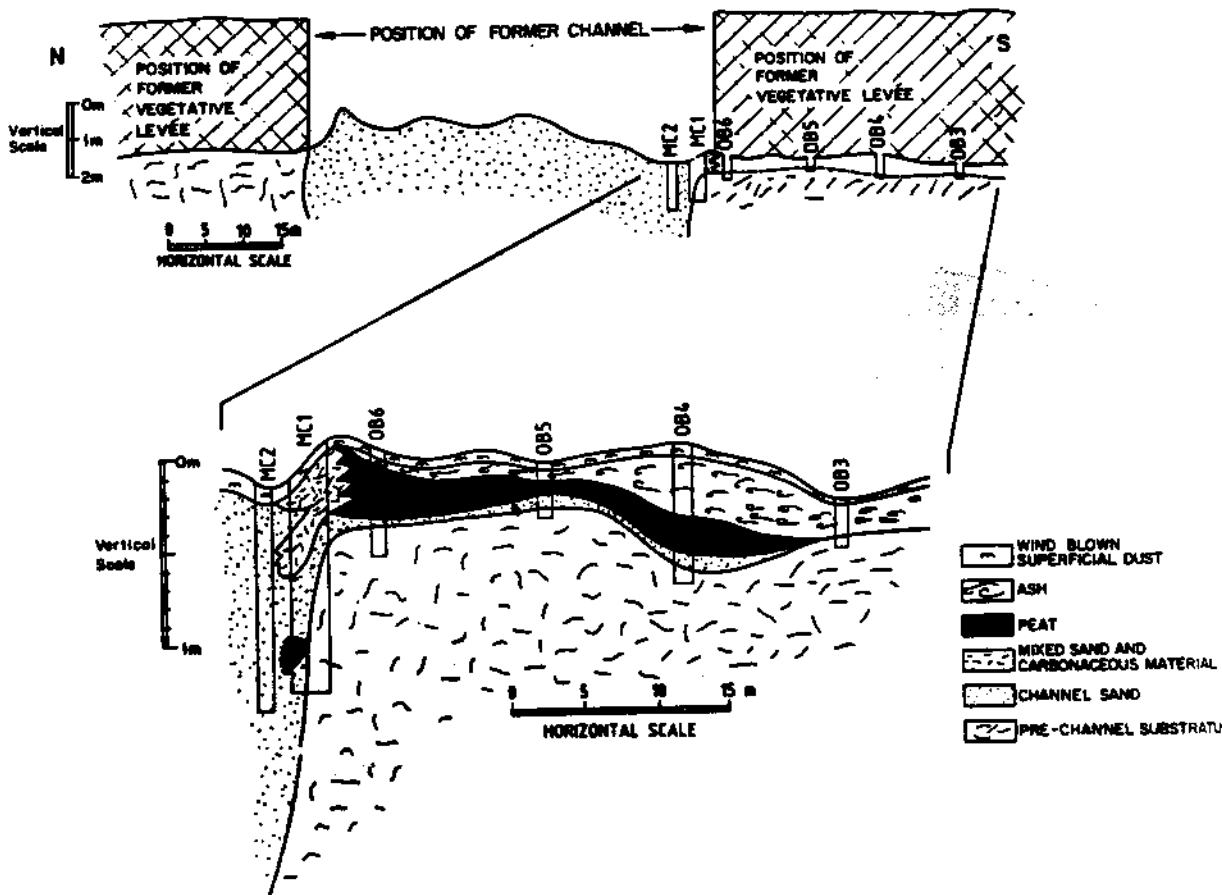 N
POSITION OF FORMER CHANNEL
S
POSITION OF
FORMER
VEGETATIVE
LEVÉE
POSITION OF
FORMER
VEGETATIVE LEVÉE
Vertical
Scale
0m
1m
2m
MC2
MC1
OB6
OB5
OB4
OB3
0 5 10 15m
HORIZONTAL SCALE
MC2
MC1
OB6
OB5
OB4
OB3
0m
Vertical
Scale
1m
0 5 10 15 m
HORIZONTAL SCALE
WIND BLOWN
SUPERFICIAL DUST
ASH
PEAT
MIXED SAND AND
CARBONACEOUS MATERIAL
CHANNEL SAND
PRE-CHANNEL SUBSTRATU